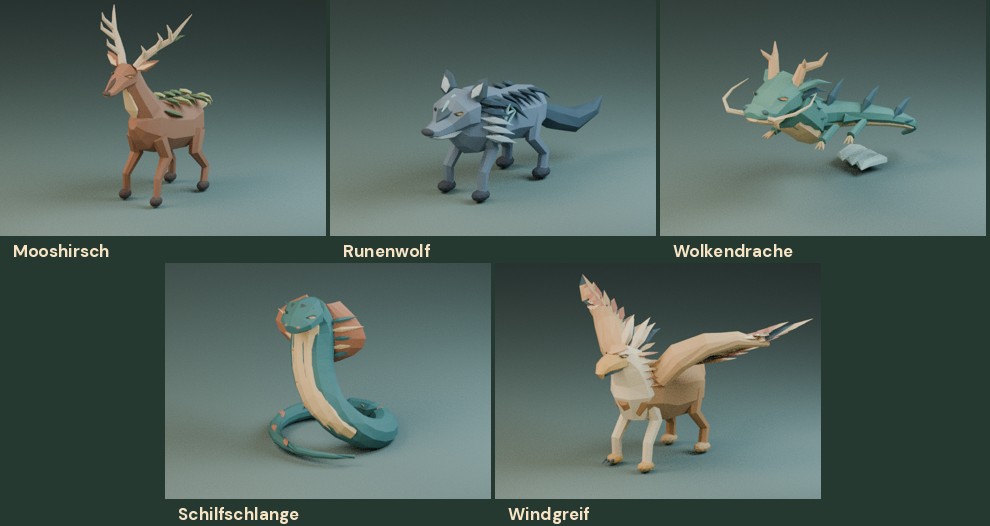 Mooshirsch
Runenwolf
Wolkendrache
Schilfschlange
Windgreif